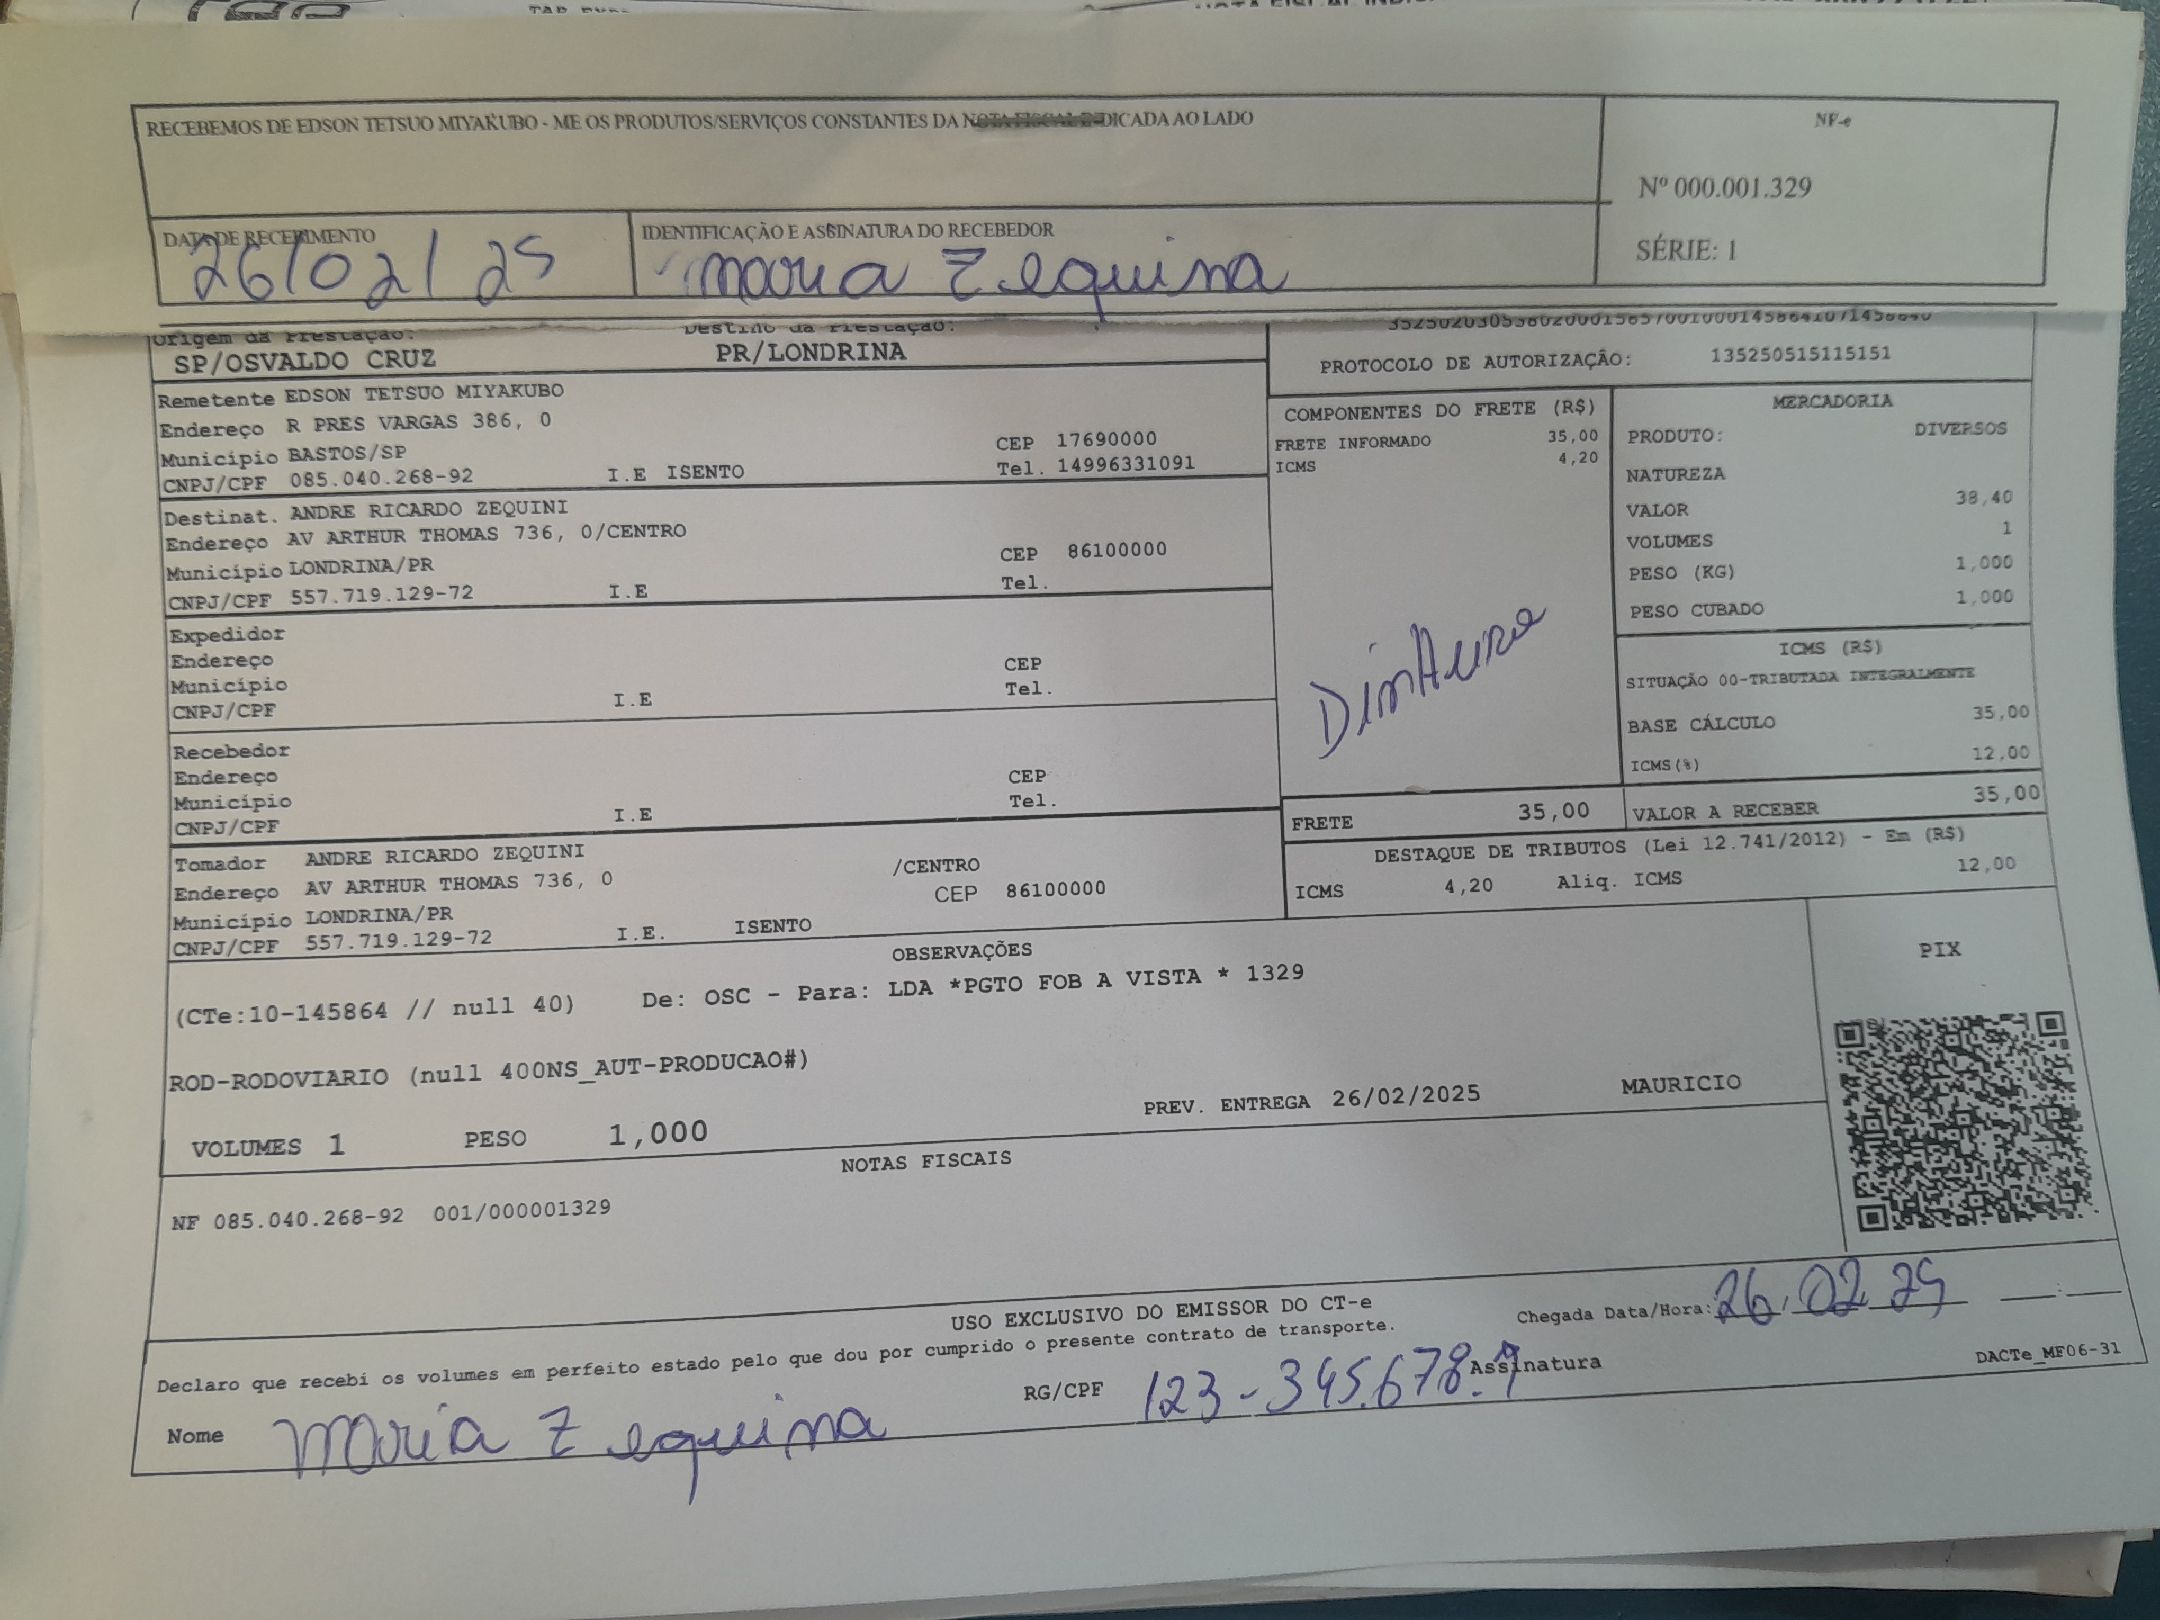 RECEBEMOS DE EDSON TETSUO MIYAKUBO - ME OS PRODUTOS/SERVIÇOS CONSTANTES DA NOTA FISCAL INDICADA AO LADO
NF-e
Nº 000.001.329
SÉRIE: 1
DATA DE RECEBIMENTO
26/02/25
IDENTIFICAÇÃO E ASSINATURA DO RECEBEDOR
Maria Zequina
Origem da Prestação:
Destino da Prestação:
SP/OSVALDO CRUZ
PR/LONDRINA
PROTOCOLO DE AUTORIZAÇÃO: 135250515115151
Remetente EDSON TETSUO MIYAKUBO
Endereço R PRES VARGAS 386, 0
Município BASTOS/SP CEP 17690000
CNPJ/CPF 085.040.268-92 I.E ISENTO Tel. 14996331091
Destinat. ANDRE RICARDO ZEQUINI
Endereço AV ARTHUR THOMAS 736, 0/CENTRO
Município LONDRINA/PR CEP 86100000
CNPJ/CPF 557.719.129-72 I.E Tel.
Expedidor
Endereço
Município CEP
CNPJ/CPF I.E Tel.
Recebedor
Endereço
Município CEP
CNPJ/CPF I.E Tel.
Tomador ANDRE RICARDO ZEQUINI
Endereço AV ARTHUR THOMAS 736, 0 /CENTRO
Município LONDRINA/PR CEP 86100000
CNPJ/CPF 557.719.129-72 I.E. ISENTO
COMPONENTES DO FRETE (R$)
FRETE INFORMADO 35,00
ICMS 4,20
MERCADORIA
PRODUTO: DIVERSOS
NATUREZA
VALOR 38,40
VOLUMES 1
PESO (KG) 1,000
PESO CUBADO 1,000
ICMS (R$)
SITUAÇÃO 00-TRIBUTADA INTEGRALMENTE
BASE CÁLCULO 35,00
ICMS(%) 12,00
FRETE 35,00
VALOR A RECEBER 35,00
DESTAQUE DE TRIBUTOS (Lei 12.741/2012) - Em (R$)
ICMS 4,20 Aliq. ICMS 12,00
OBSERVAÇÕES
(CTe:10-145864 // null 40) De: OSC - Para: LDA *PGTO FOB A VISTA * 1329
ROD-RODOVIARIO (null 400NS_AUT-PRODUCAO#)
PREV. ENTREGA 26/02/2025 MAURICIO
VOLUMES 1 PESO 1,000
PIX
NOTAS FISCAIS
NF 085.040.268-92 001/000001329
USO EXCLUSIVO DO EMISSOR DO CT-e
Chegada Data/Hora: 26.02.25
Declaro que recebi os volumes em perfeito estado pelo que dou por cumprido o presente contrato de transporte.
DACTe_MF06-31
Nome Maria Zequina
RG/CPF 123-345.678.9
Assinatura